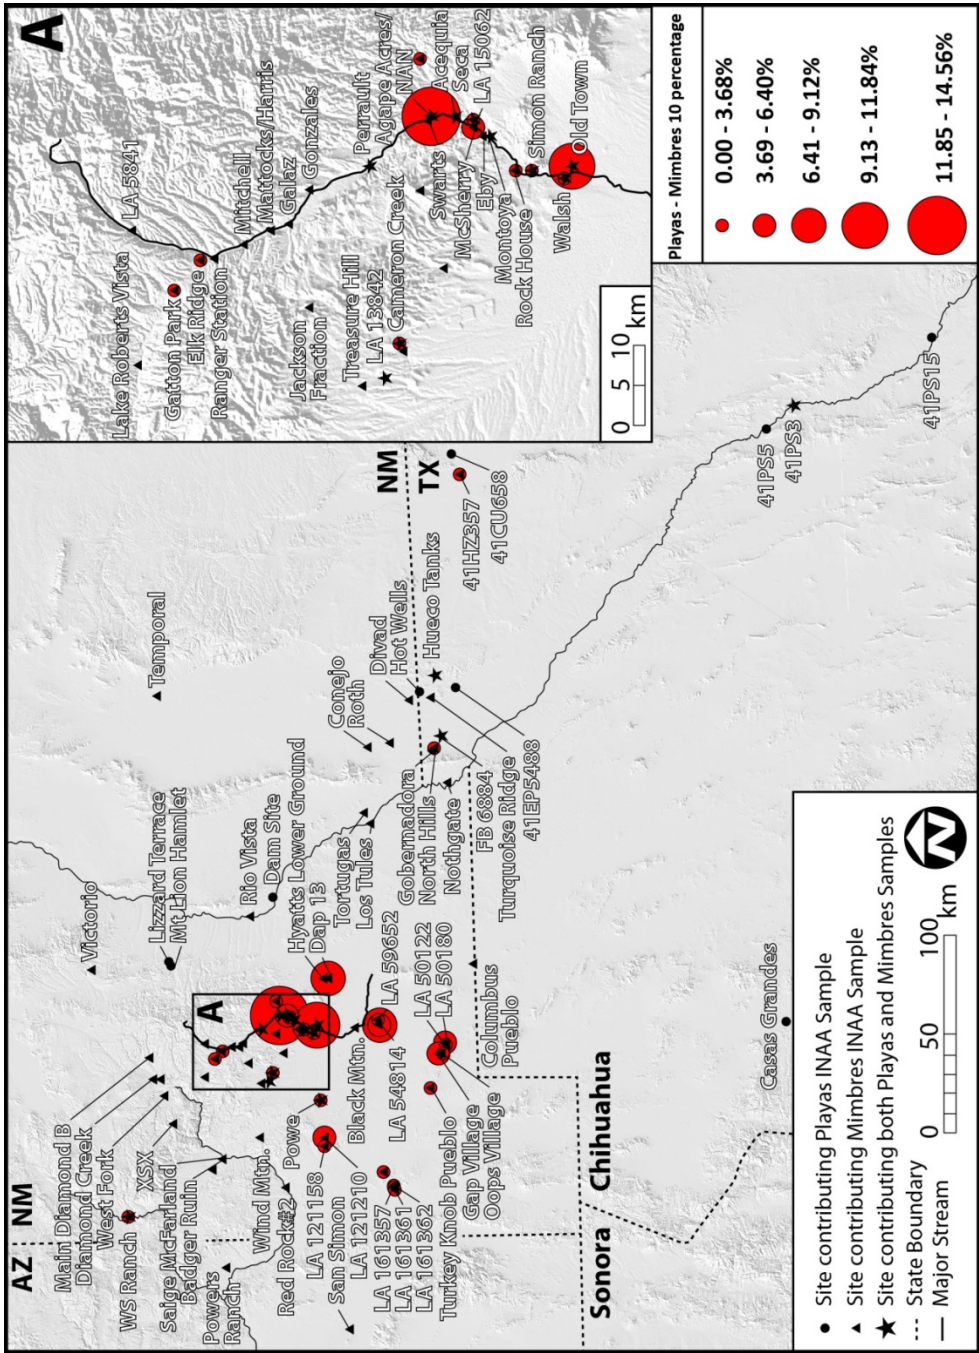 AZ
NM
WS Ranch
Main Diamond B
Diamond Creek
West Fork
XSX
Saige McFarland
Badger Ruin
Powers
Ranch
Wind Mtn.
Red Rock#2
Powe
LA 121158
San Simon
LA 121210
Black Mtn.
LA 161357
LA 161361
LA 161362
LA 54814
Turkey Knob Pueblo
Gap Village
Oops Village
Columbus
Pueblo
Victorio
Lizzard Terrace
Mt. Lion Hamlet
Rio Vista
Dam Site
Hyatts Lower Ground
Dap 13
Tortugas
Los Tules
LA 59652
LA 50122
LA 50180
A
Temporal
Conejo
Roth
Divad
Hot Wells
Hueco Tanks
Gobernadora
North Hills
Nothgate
FB 6884
Turquoise Ridge
41EP5488
NM
TX
41HZ357
41CU658
41PS5
41PS3
41PS15
Sonora
Chihuahua
Casas Grandes
A
Lake Roberts Vista
LA 5841
Gatton Park
Elk Ridge
Ranger Station
Mitchell
Mattocks/Harris
Galaz
Gonzales
Jackson
Fraction
Treasure Hill
LA 13842
Cameron Creek
Perrault
Agape Acres/
NAN
Acequia
Seca
LA 15062
Swarts
McSherry
Eby
Montoya
Rock House
Simon Ranch
Walsh
Old Town
0 5 10
km
Playas - Mimbres 10 percentage
0.00 - 3.68%
3.69 - 6.40%
6.41 - 9.12%
9.13 - 11.84%
11.85 - 14.56%
Site contributing Playas INAA Sample
Site contributing Mimbres INAA Sample
Site contributing both Playas and Mimbres Samples
State Boundary
Major Stream
0 50 100
km
N